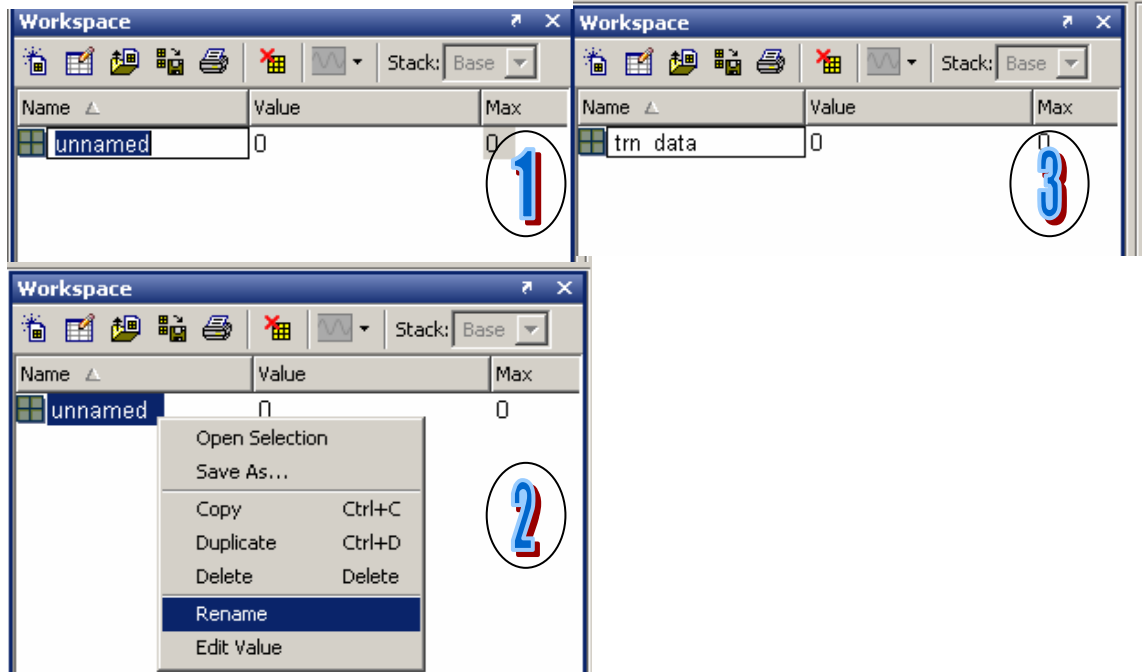 Workspace
Stack: Base
Name Value Max
unnamed 0 0
1
Workspace
Stack: Base
Name Value Max
trn data 0 0
3
Workspace
Stack: Base
Name Value Max
unnamed 0 0
Open Selection
Save As...
Copy Ctrl+C
Duplicate Ctrl+D
Delete Delete
Rename
Edit Value
2